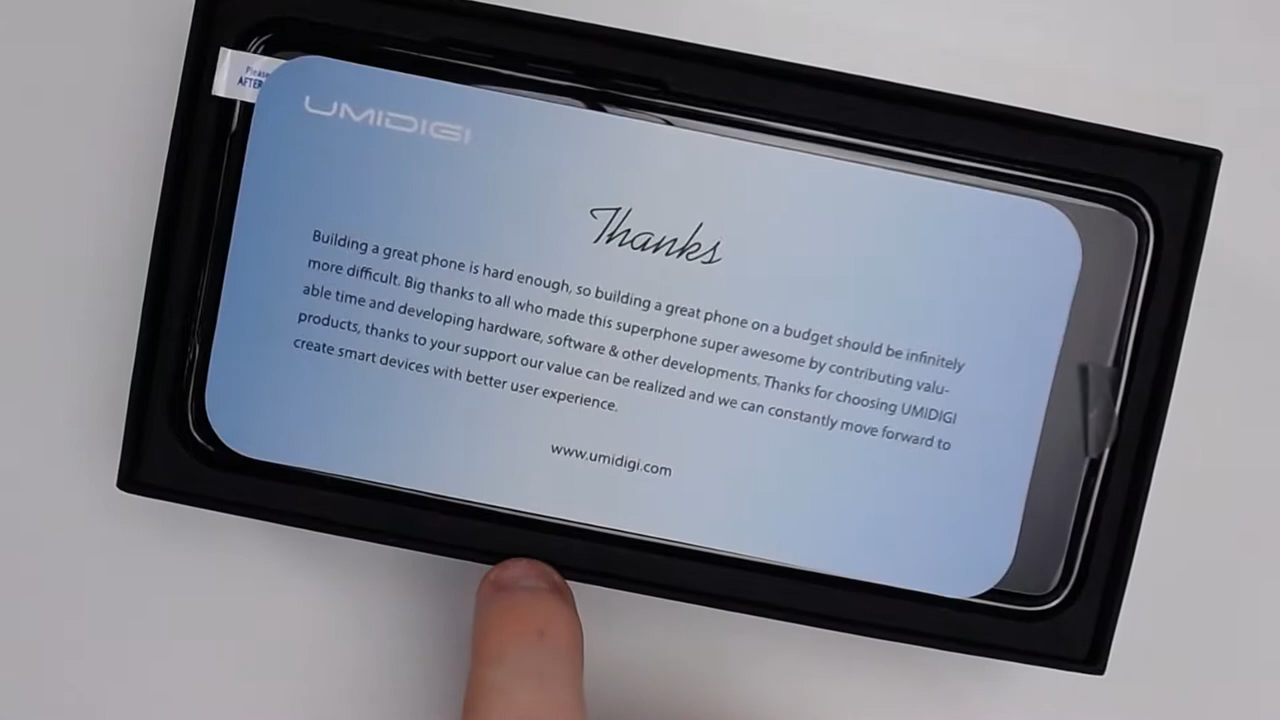 Please
AFTER
UMIDIGI
Thanks
Building a great phone is hard enough, so building a great phone on a budget should be infinitely
more difficult. Big thanks to all who made this superphone super awesome by contributing valu-
able time and developing hardware, software & other developments. Thanks for choosing UMIDIGI
products, thanks to your support our value can be realized and we can constantly move forward to
create smart devices with better user experience.
www.umidigi.com